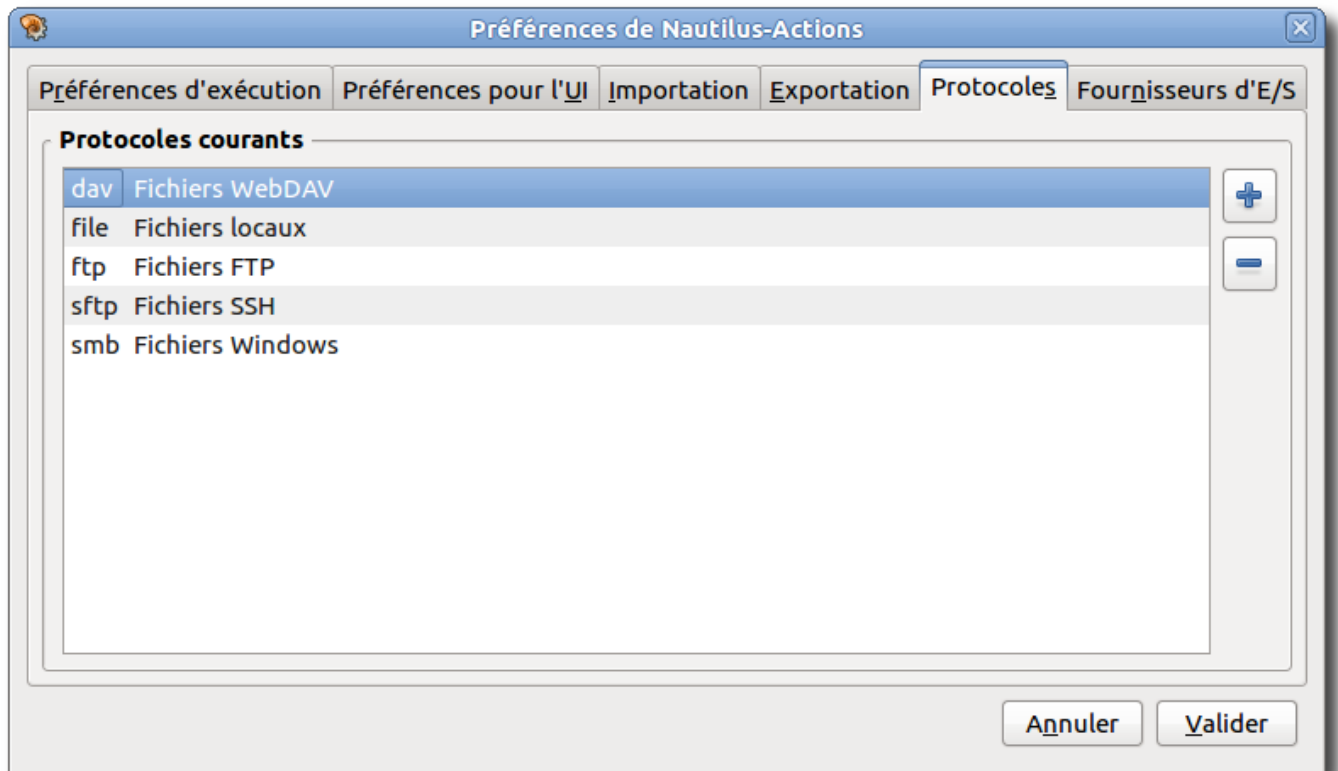 Préférences de Nautilus-Actions
Préférences d'exécution Préférences pour l'UI Importation Exportation Protocoles Fournisseurs d'E/S
Protocoles courants
dav Fichiers WebDAV
file Fichiers locaux
ftp Fichiers FTP
sftp Fichiers SSH
smb Fichiers Windows
Annuler Valider